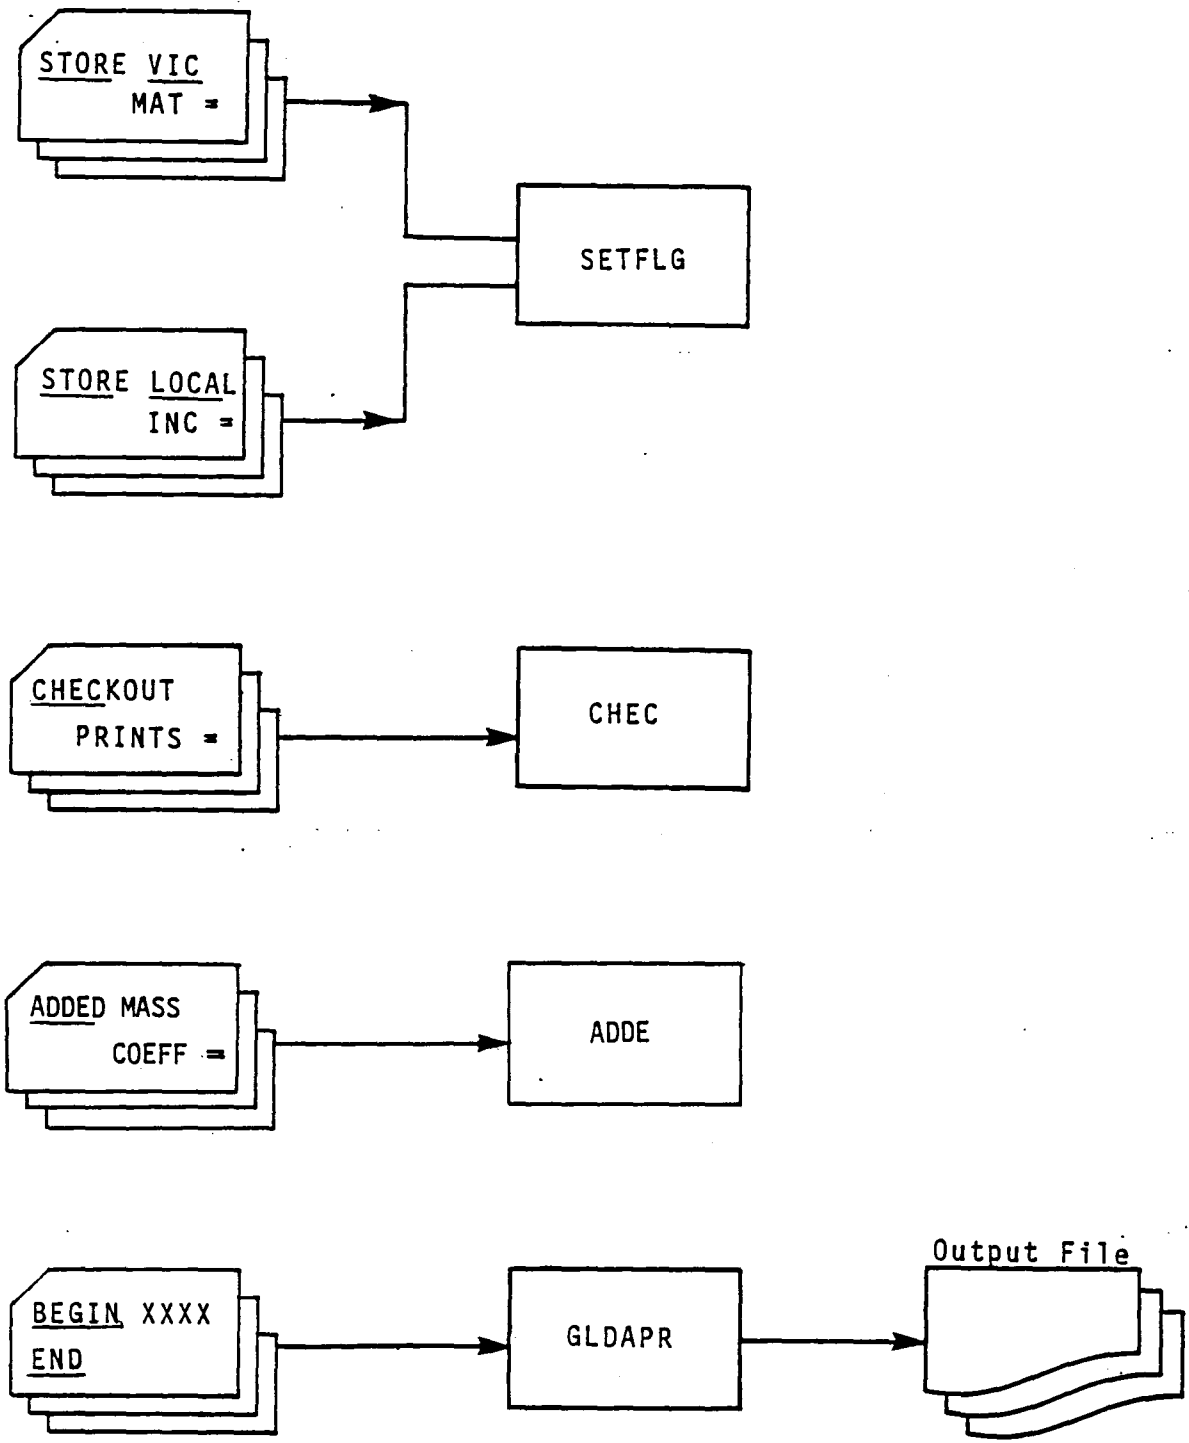 STORE VIC
MAT =
SETFLG
STORE LOCAL
INC =
CHECKOUT
PRINTS =
CHEC
ADDED MASS
COEFF =
ADDE
Output File
BEGIN XXXX
END
GLDAPR